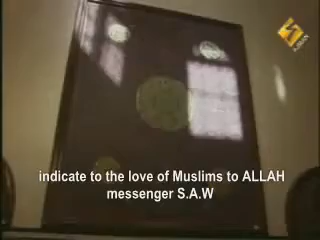 indicate to the love of Muslims to ALLAH
messenger S.A.W